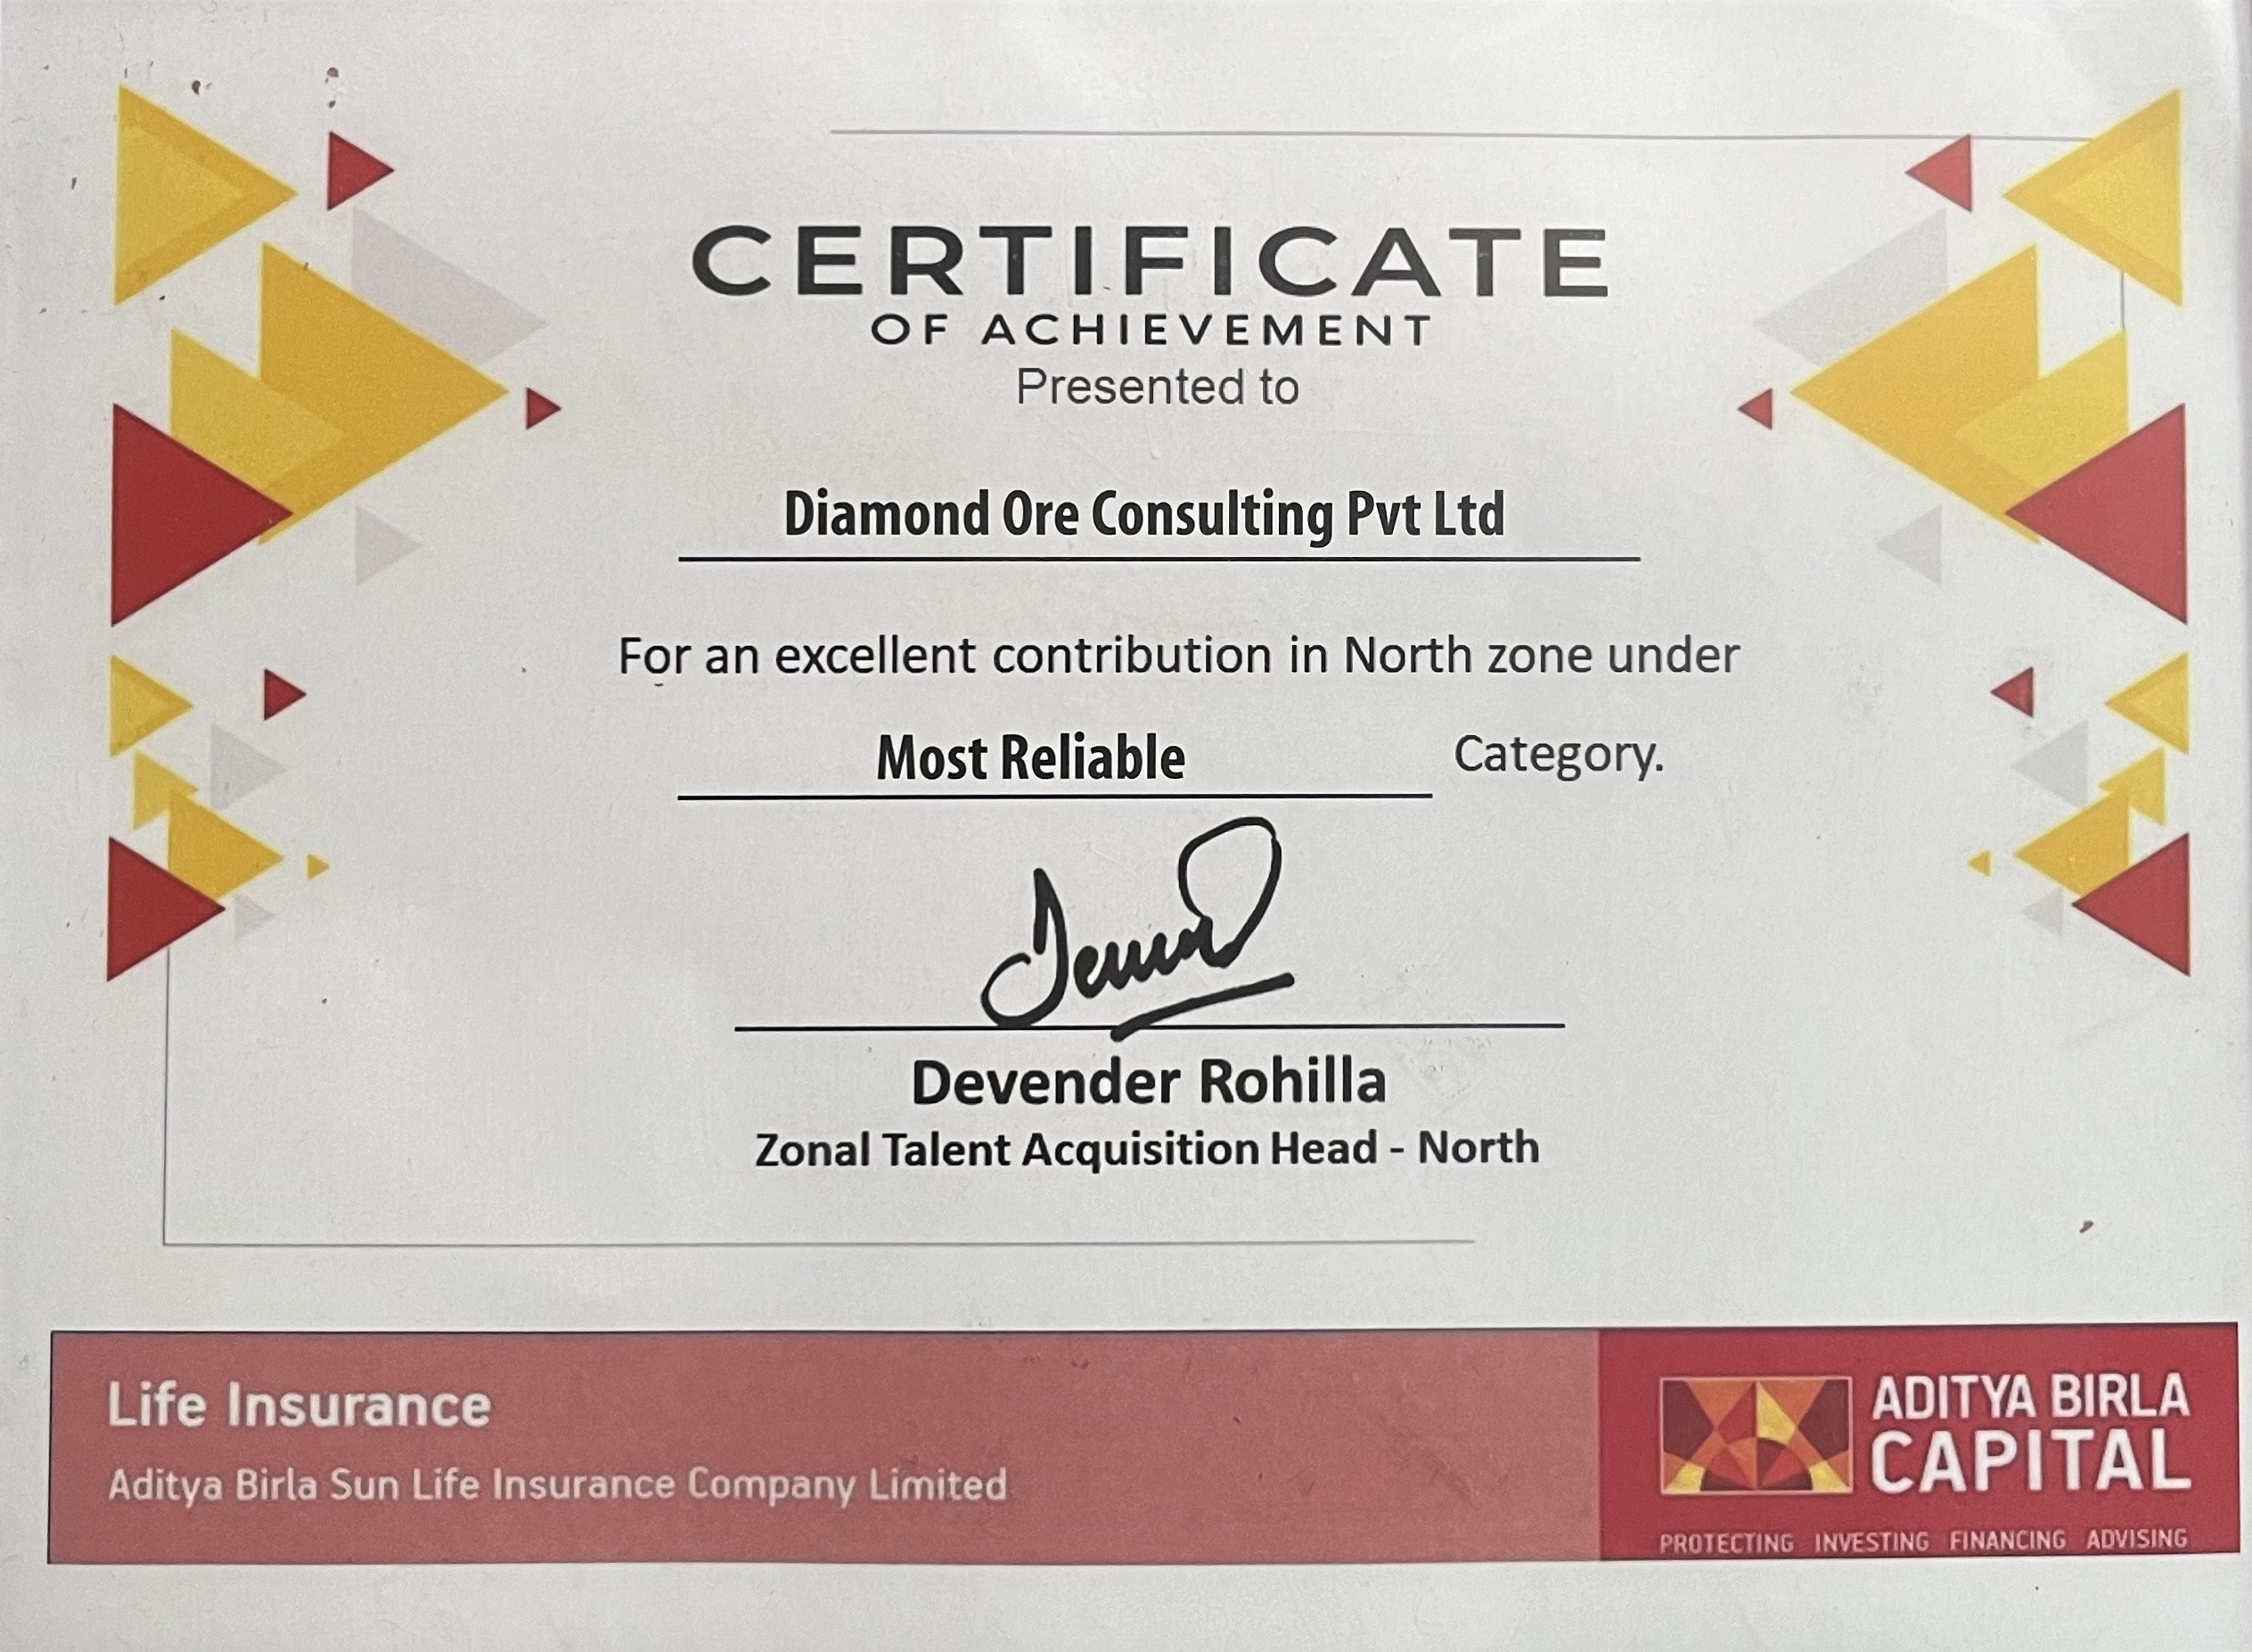 CERTIFICATE
OF ACHIEVEMENT
Presented to
Diamond Ore Consulting Pvt Ltd
For an excellent contribution in North zone under
Most Reliable Category.
Devender Rohilla
Zonal Talent Acquisition Head - North
Life Insurance
Aditya Birla Sun Life Insurance Company Limited
ADITYA BIRLA
CAPITAL
PROTECTING INVESTING FINANCING ADVISING